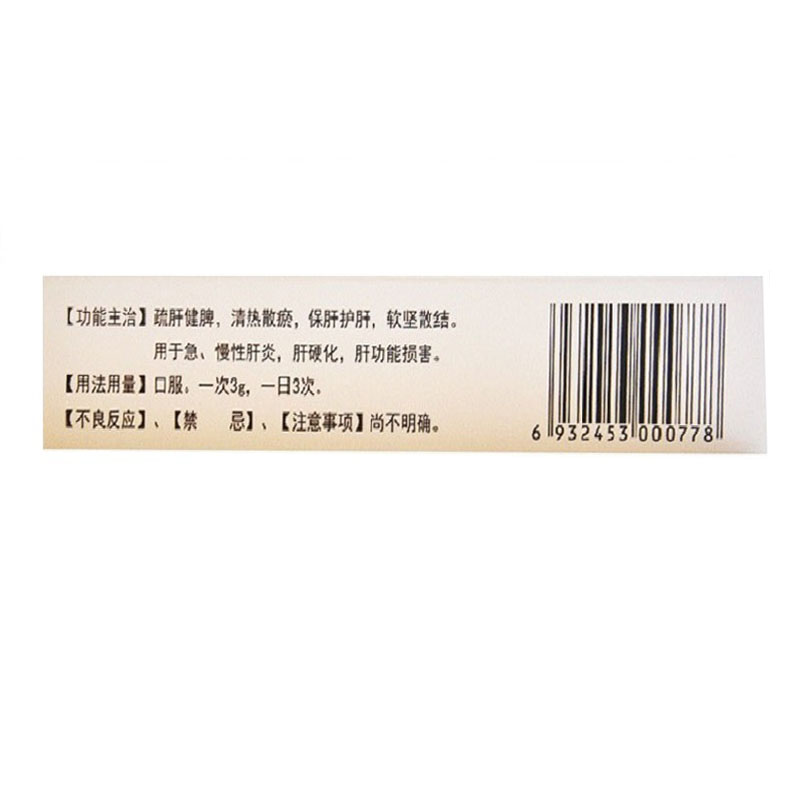 【功能主治】疏肝健脾，清热散瘀，保肝护肝，软坚散结。
用于急、慢性肝炎，肝硬化，肝功能损害。
【用法用量】口服。一次3g，一日3次。
【不良反应】、【禁 忌】、【注意事项】尚不明确。
6 932453 000778